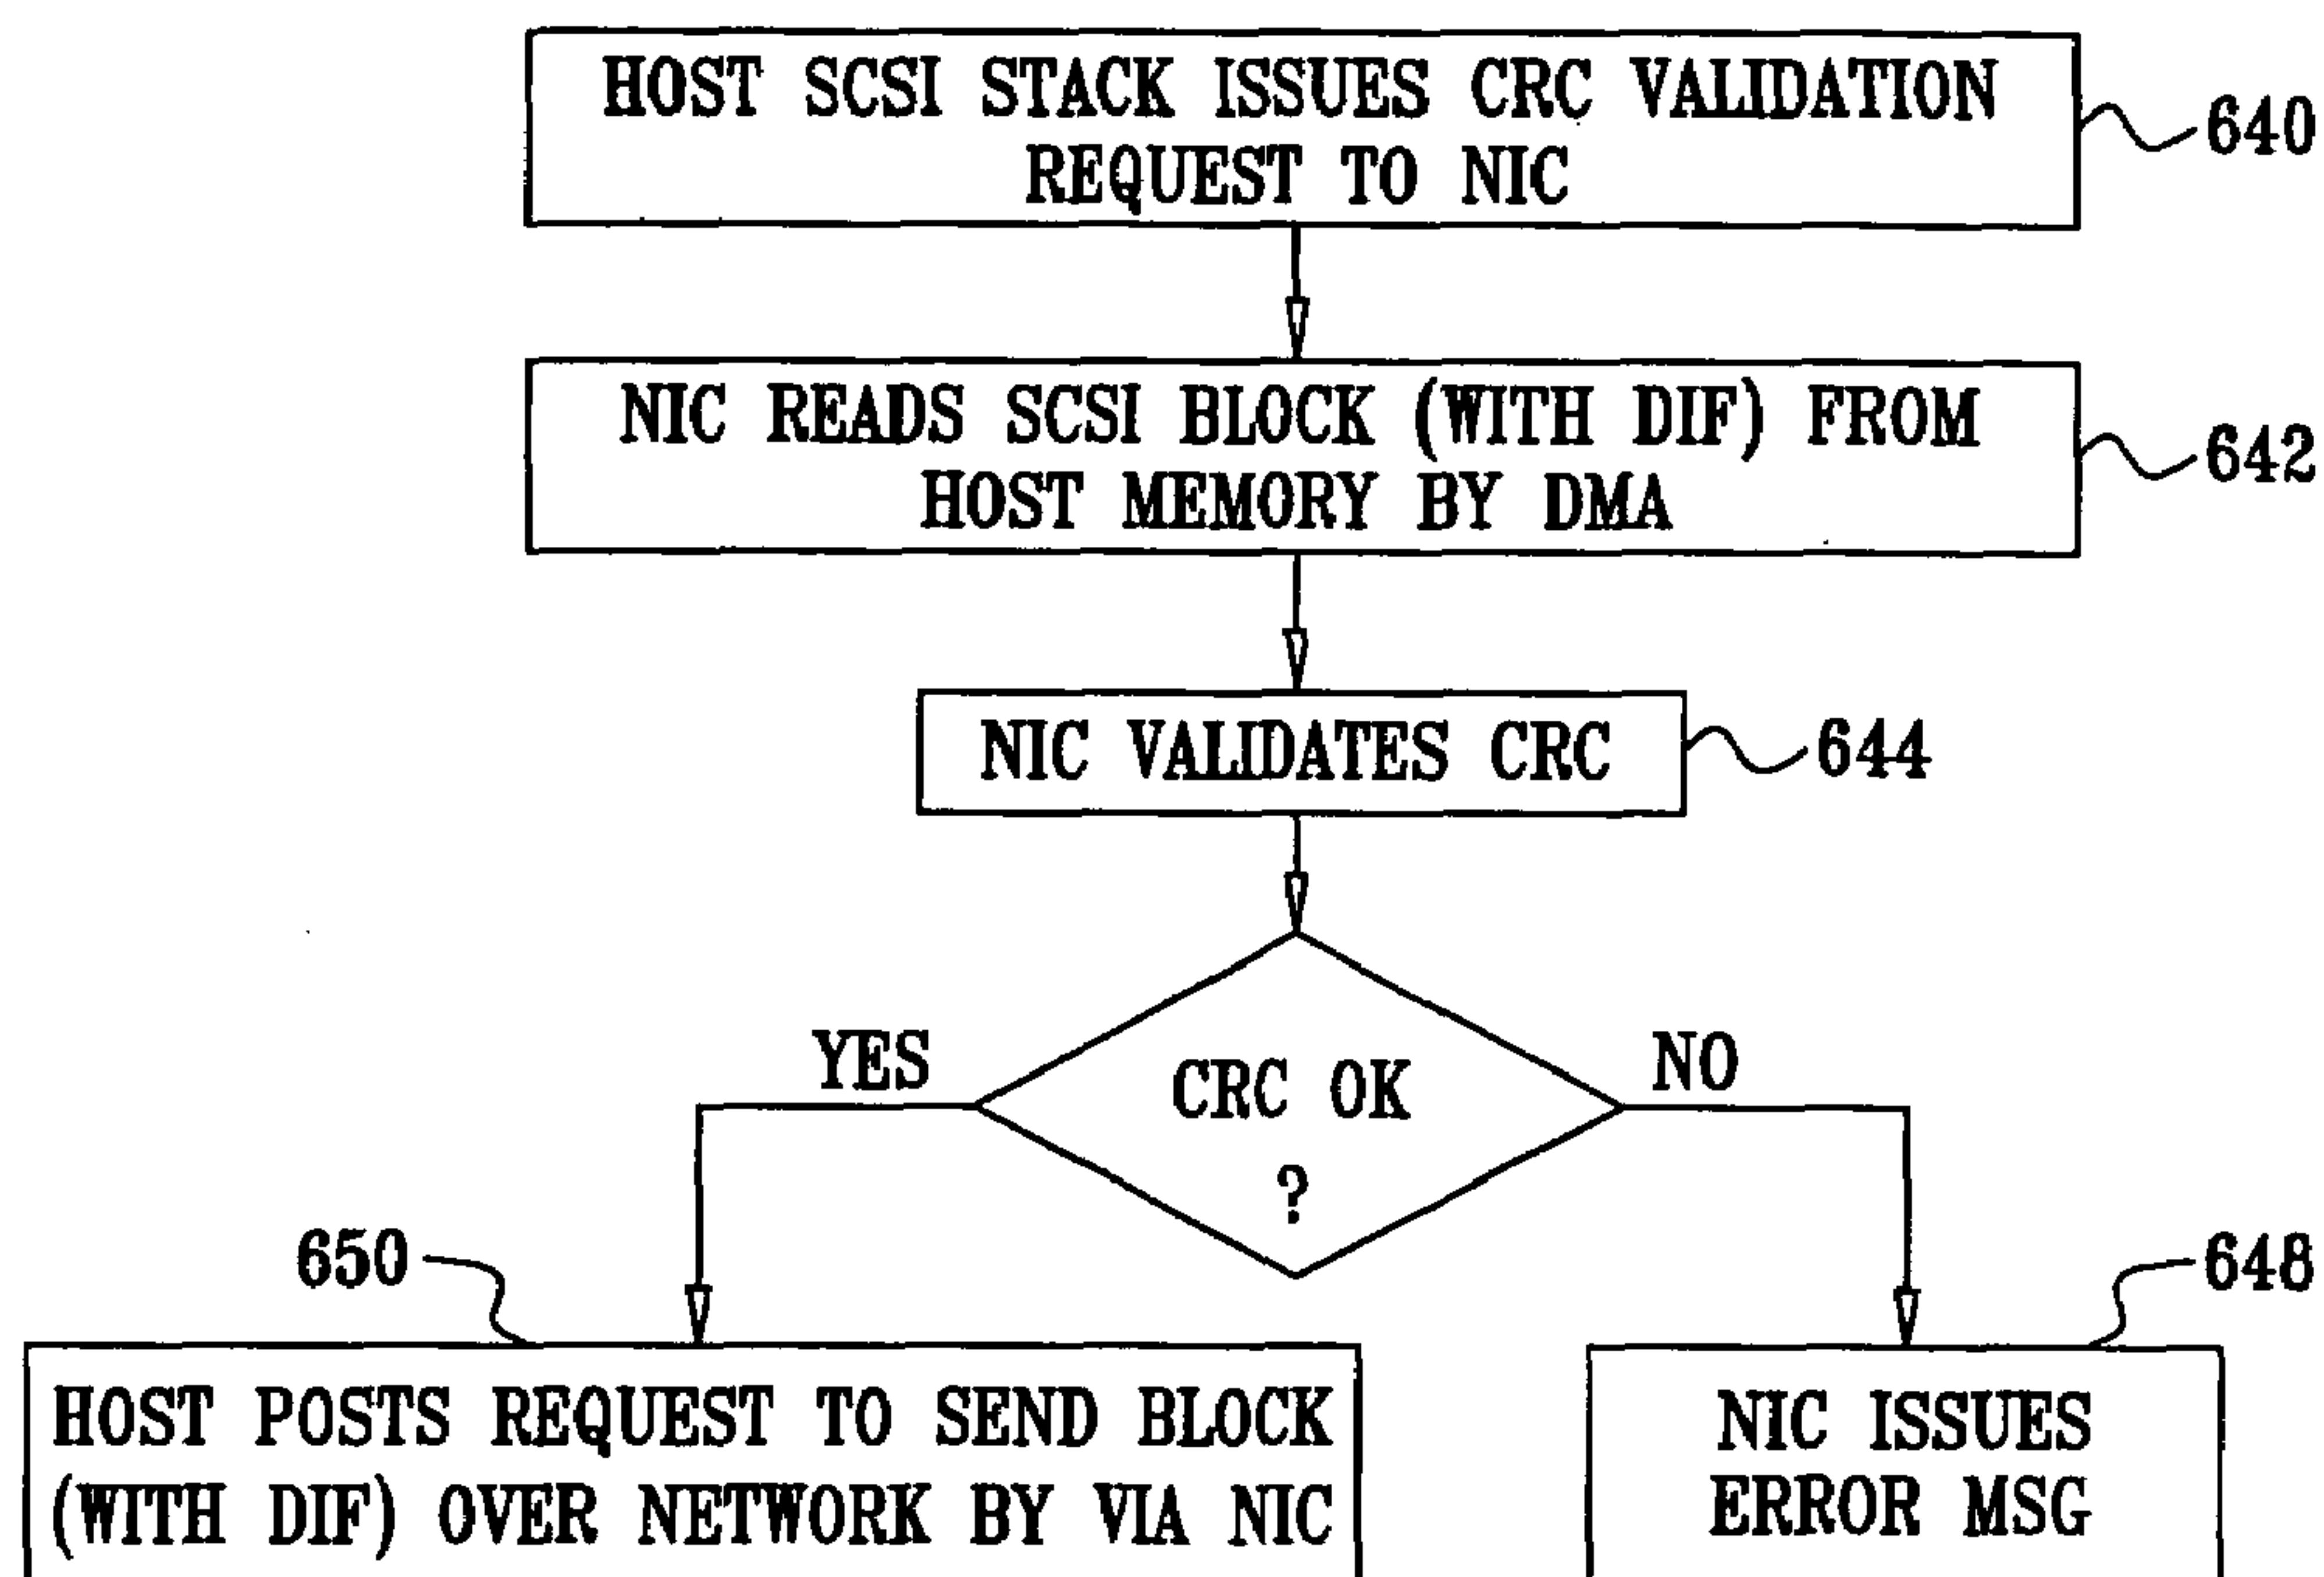 HOST SCSI STACK ISSUES CRC VALIDATION
REQUEST TO NIC
640
NIC READS SCSI BLOCK (WITH DIF) FROM
HOST MEMORY BY DMA
642
NIC VALIDATES CRC
644
YES
CRC OK
?
NO
650
648
HOST POSTS REQUEST TO SEND BLOCK
(WITH DIF) OVER NETWORK BY VIA NIC
NIC ISSUES
ERROR MSG